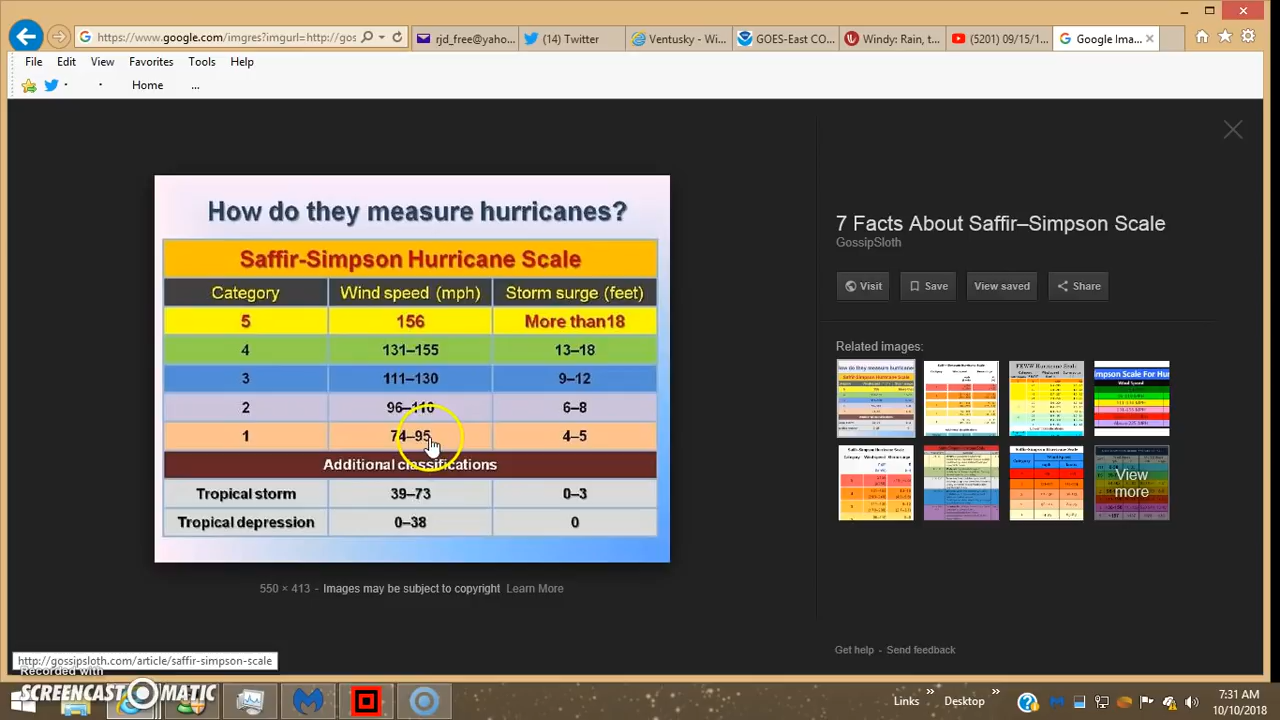 https://www.google.com/imgres?imgurl=http://gos
rjd_free@yaho...
(14) Twitter
Ventusky - Wi...
GOES-East CO...
Windy: Rain, t...
(5201) 09/15/1...
Google Ima...
File Edit View Favorites Tools Help
Home ...
How do they measure hurricanes?
Saffir-Simpson Hurricane Scale
Category Wind speed (mph) Storm surge (feet)
5 156 More than18
4 131–155 13–18
3 111–130 9–12
2 96–110 6–8
1 74–95 4–5
Additional classifications
Tropical storm 39–73 0–3
Tropical depression 0–38 0
550 × 413 - Images may be subject to copyright Learn More
7 Facts About Saffir–Simpson Scale
GossipSloth
Visit Save View saved Share
Related images:
View
more
Get help - Send feedback
http://gossipsloth.com/article/saffir-simpson-scale
Recorded with
SCREENCAST MATIC
Links » Desktop »
7:31 AM
10/10/2018